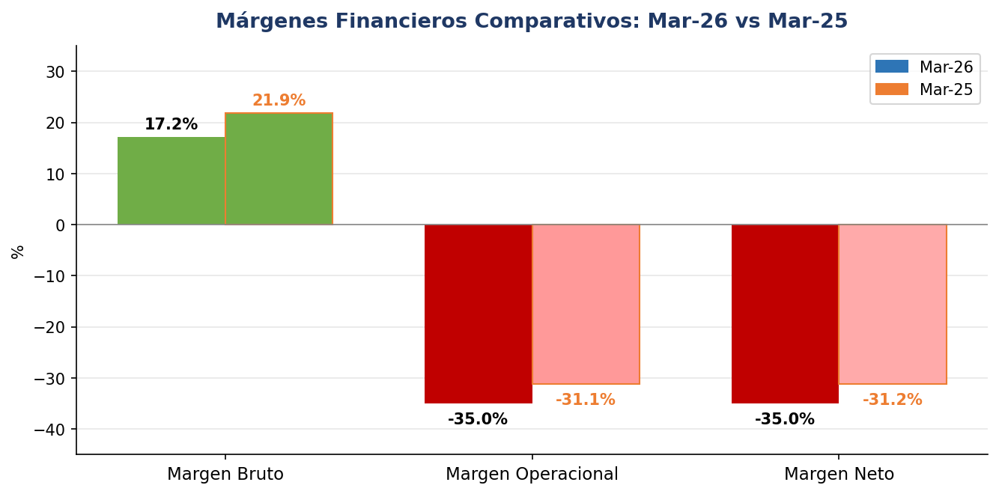 Márgenes Financieros Comparativos: Mar-26 vs Mar-25
Mar-26
Mar-25
%
30
20
10
0
−10
−20
−30
−40
17.2%
21.9%
-35.0%
-31.1%
-35.0%
-31.2%
Margen Bruto
Margen Operacional
Margen Neto